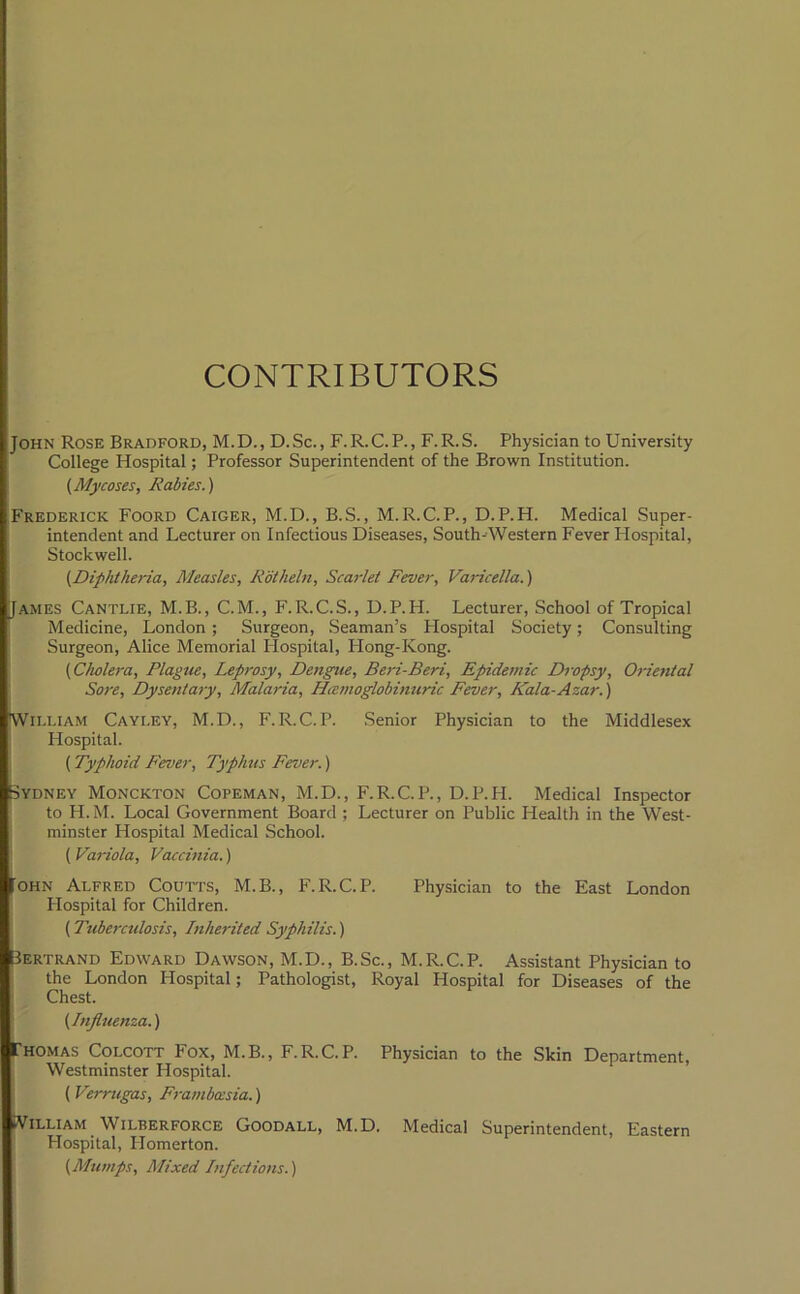 CONTRIBUTORS
John Rose Bradford, M.D., D.Sc., F.R.C.P., F.R.S. Physician to University
College Hospital; Professor Superintendent of the Brown Institution.
(Mycoses, Rabies.)
Frederick Foord Caiger, M.D., B.S., M.R.C.P., D.P.H. Medical Super-
intendent and Lecturer on Infectious Diseases, South-Western Fever Hospital,
Stockwell.
(Diphtheria, Measles, Rötheln, Scarlet Fever, Varicella.)
James Cantlie, M.B., C.M., F.R.C.S., D.P.H. Lecturer, School of Tropical
Medicine, London; Surgeon, Seaman's Hospital Society; Consulting
Surgeon, Alice Memorial Hospital, Hong-Kong.
(Cholera, Plague, Leprosy, Dengue, Beri-Beri, Epidemic Dropsy, Oriental
Sore, Dysentary, Malaria, Hæmoglobinuric Fever, Kala-Azar.)
William Cayley, M.D., F.R.C.P. Senior Physician to the Middlesex
Hospital.
(Typhoid Fever, Typhus Fever.)
Sydney Monckton Copeman, M.D., F.R.C.P., D.P.H. Medical Inspector
to H.M. Local Government Board; Lecturer on Public Health in the West-
minster Hospital Medical School.
(Variola, Vaccinia.)
John Alfred Coutts, M.B., F.R.C.P. Physician to the East London
Hospital for Children.
(Tuberculosis, Inherited Syphilis.)
Bertrand Edward Dawson, M.D., B.Sc., M.R.C.P. Assistant Physician to
the London Hospital; Pathologist, Royal Hospital for Diseases of the
Chest.
(Influenza.)
Thomas Colcott Fox, M.B., F.R.C.P. Physician to the Skin Department,
Westminster Hospital.
(Verrugas, Frambœsia.)
William Wilberforce Goodall, M.D. Medical Superintendent, Eastern
Hospital, Homerton.
(Mumps, Mixed Infections.)